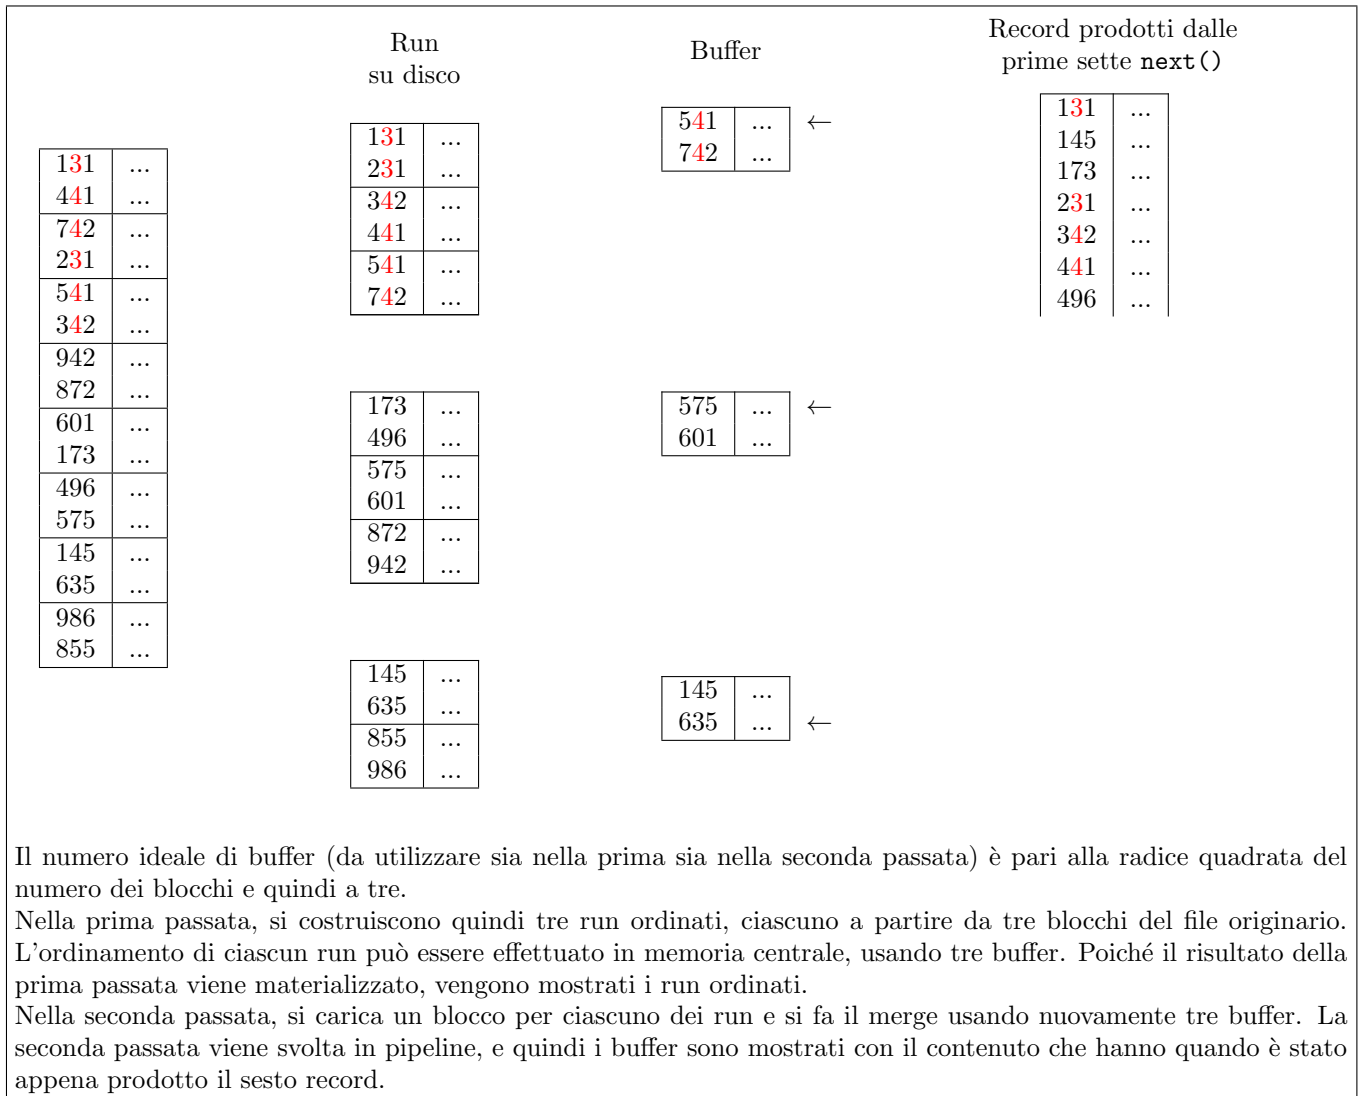 Run
su disco
Buffer
Record prodotti dalle
prime sette next()
131 ...
441 ...
742 ...
231 ...
541 ...
342 ...
942 ...
872 ...
601 ...
173 ...
496 ...
575 ...
145 ...
635 ...
986 ...
855 ...
131 ...
231 ...
342 ...
441 ...
541 ...
742 ...
173 ...
496 ...
575 ...
601 ...
872 ...
942 ...
145 ...
635 ...
855 ...
986 ...
541 ... ←
742 ...
575 ... ←
601 ...
145 ...
635 ... ←
131 ...
145 ...
173 ...
231 ...
342 ...
441 ...
496 ...
Il numero ideale di buffer (da utilizzare sia nella prima sia nella seconda passata) è pari alla radice quadrata del
numero dei blocchi e quindi a tre.
Nella prima passata, si costruiscono quindi tre run ordinati, ciascuno a partire da tre blocchi del file originario.
L'ordinamento di ciascun run può essere effettuato in memoria centrale, usando tre buffer. Poiché il risultato della
prima passata viene materializzato, vengono mostrati i run ordinati.
Nella seconda passata, si carica un blocco per ciascuno dei run e si fa il merge usando nuovamente tre buffer. La
seconda passata viene svolta in pipeline, e quindi i buffer sono mostrati con il contenuto che hanno quando è stato
appena prodotto il sesto record.